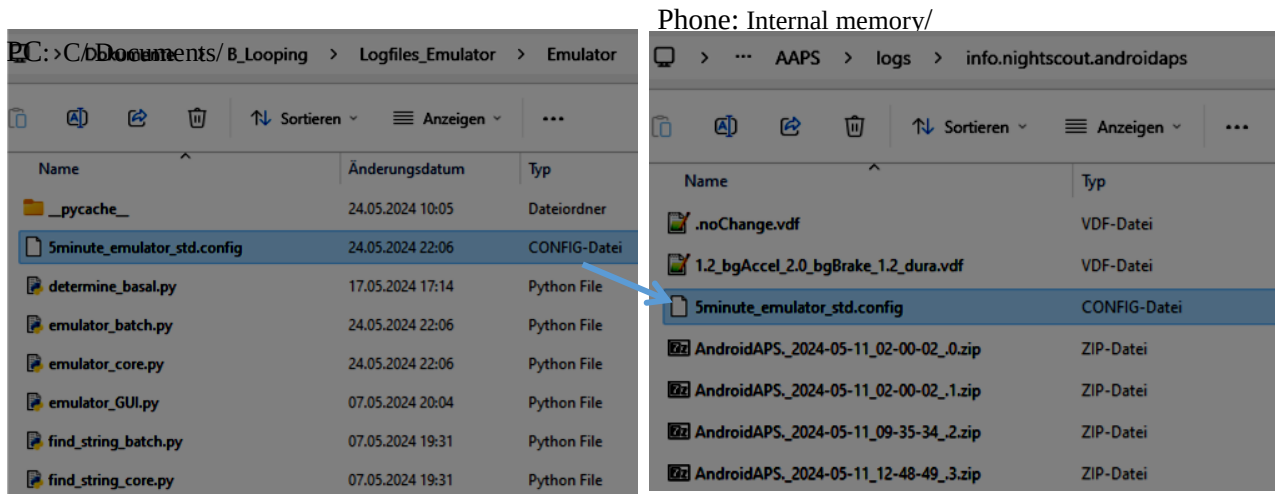 Phone: Internal memory/
PC: C/ Documents/ B_Looping > Logfiles_Emulator > Emulator
> ··· AAPS > logs > info.nightscout.androidaps
Sortieren Anzeigen ···
Sortieren Anzeigen ···
Name Änderungsdatum Typ
__pycache__ 24.05.2024 10:05 Dateiordner
5minute_emulator_std.config 24.05.2024 22:06 CONFIG-Datei
determine_basal.py 17.05.2024 17:14 Python File
emulator_batch.py 24.05.2024 22:06 Python File
emulator_core.py 24.05.2024 22:06 Python File
emulator_GUI.py 07.05.2024 20:04 Python File
find_string_batch.py 07.05.2024 19:31 Python File
find_string_core.py 07.05.2024 19:31 Python File
Name Typ
.noChange.vdf VDF-Datei
1.2_bgAccel_2.0_bgBrake_1.2_dura.vdf VDF-Datei
5minute_emulator_std.config CONFIG-Datei
AndroidAPS._2024-05-11_02-00-02_.0.zip ZIP-Datei
AndroidAPS._2024-05-11_02-00-02_.1.zip ZIP-Datei
AndroidAPS._2024-05-11_09-35-34_.2.zip ZIP-Datei
AndroidAPS._2024-05-11_12-48-49_.3.zip ZIP-Datei